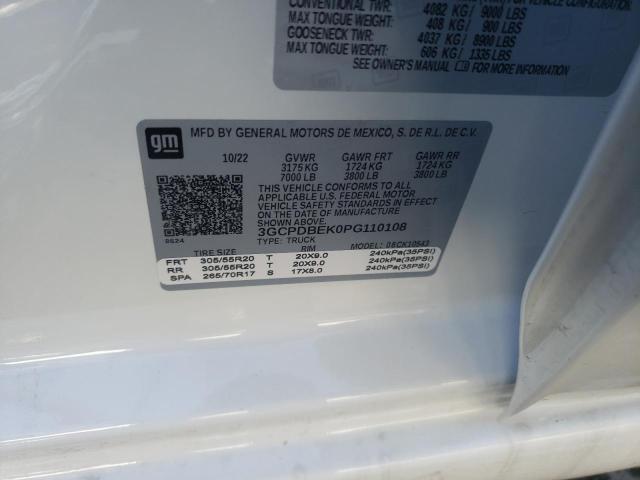 CONVENTIONAL TWR: 4082 KG/ 9000 LBS
MAX TONGUE WEIGHT: 408 KG/ 900 LBS
GOOSENECK TWR: 4037 KG/ 8900 LBS
MAX TONGUE WEIGHT: 606 KG/ 1335 LBS
SEE OWNER'S MANUAL FOR ADDITIONAL INFORMATION
gm MFD BY GENERAL MOTORS DE MEXICO, S. DE R.L. DE C.V.
10/22 GVWR GAWR FRT GAWR RR
3175 KG 1724 KG 1724 KG
7000 LB 3800 LB 3800 LB
THIS VEHICLE CONFORMS TO ALL
APPLICABLE U.S. FEDERAL MOTOR
VEHICLE SAFETY STANDARDS IN
EFFECT ON THE DATE OF
MANUFACTURE SHOWN ABOVE.
3GCPDBEK0PG110108
TYPE: TRUCK MODEL: 08CK10543
TIRE SIZE RIM
FRT 305/55R20 T 20X9.0 240kPa(35PSI)
RR 305/55R20 T 20X9.0 240kPa(35PSI)
SPA 265/70R17 S 17X8.0 240kPa(35PSI)